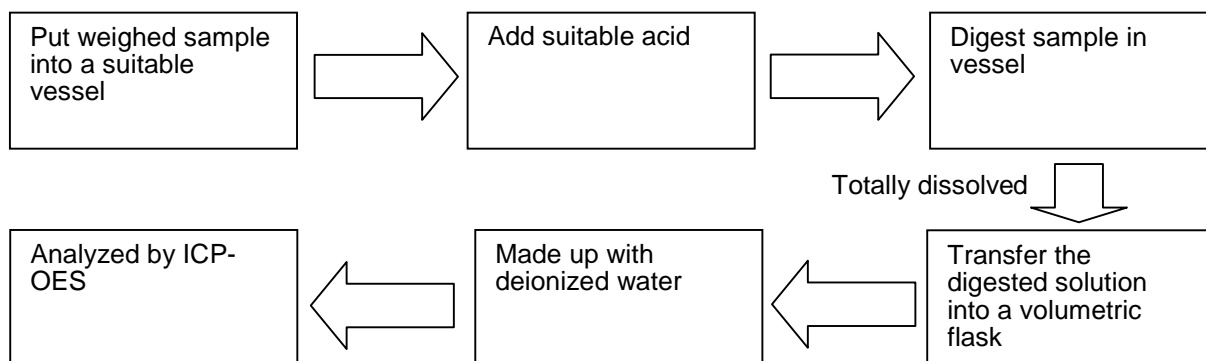 Put weighed sample
into a suitable
vessel
Add suitable acid
Digest sample in
vessel
Totally dissolved
Transfer the
digested solution
into a volumetric
flask
Made up with
deionized water
Analyzed by ICP-
OES